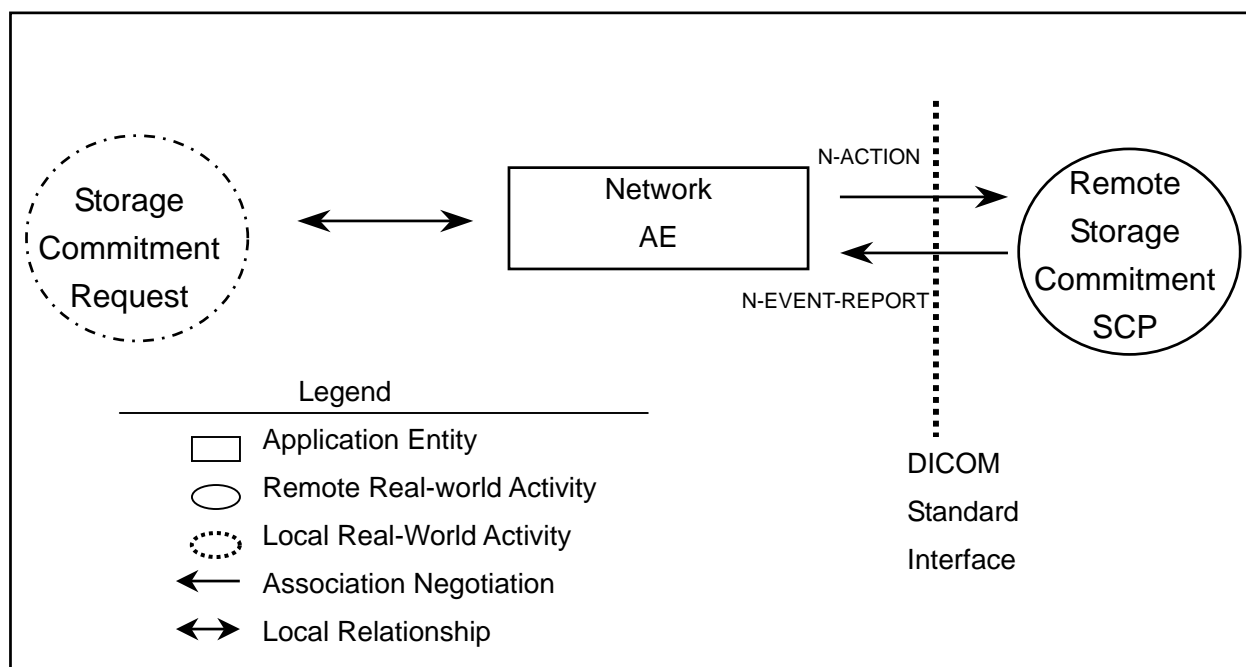 Storage
Commitment
Request
Network
AE
N-ACTION
N-EVENT-REPORT
Remote
Storage
Commitment
SCP
DICOM
Standard
Interface
Legend
Application Entity
Remote Real-world Activity
Local Real-World Activity
Association Negotiation
Local Relationship